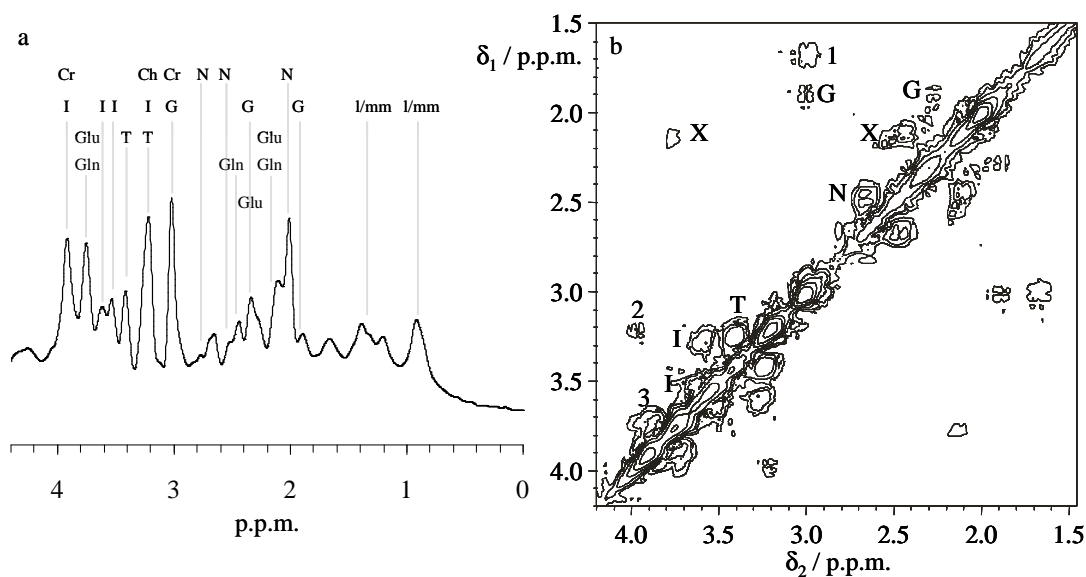 a
Cr Ch Cr N N N
I I I I G G G l/mm l/mm
Glu T T Glu
Gln Gln Gln
Glu
4 3 2 1 0
p.p.m.
b
δ1 / p.p.m.
1.5
2.0
2.5
3.0
3.5
4.0
1
G G
X X
N
2 T
I
I
3
4.0 3.5 3.0 2.5 2.0 1.5
δ2 / p.p.m.